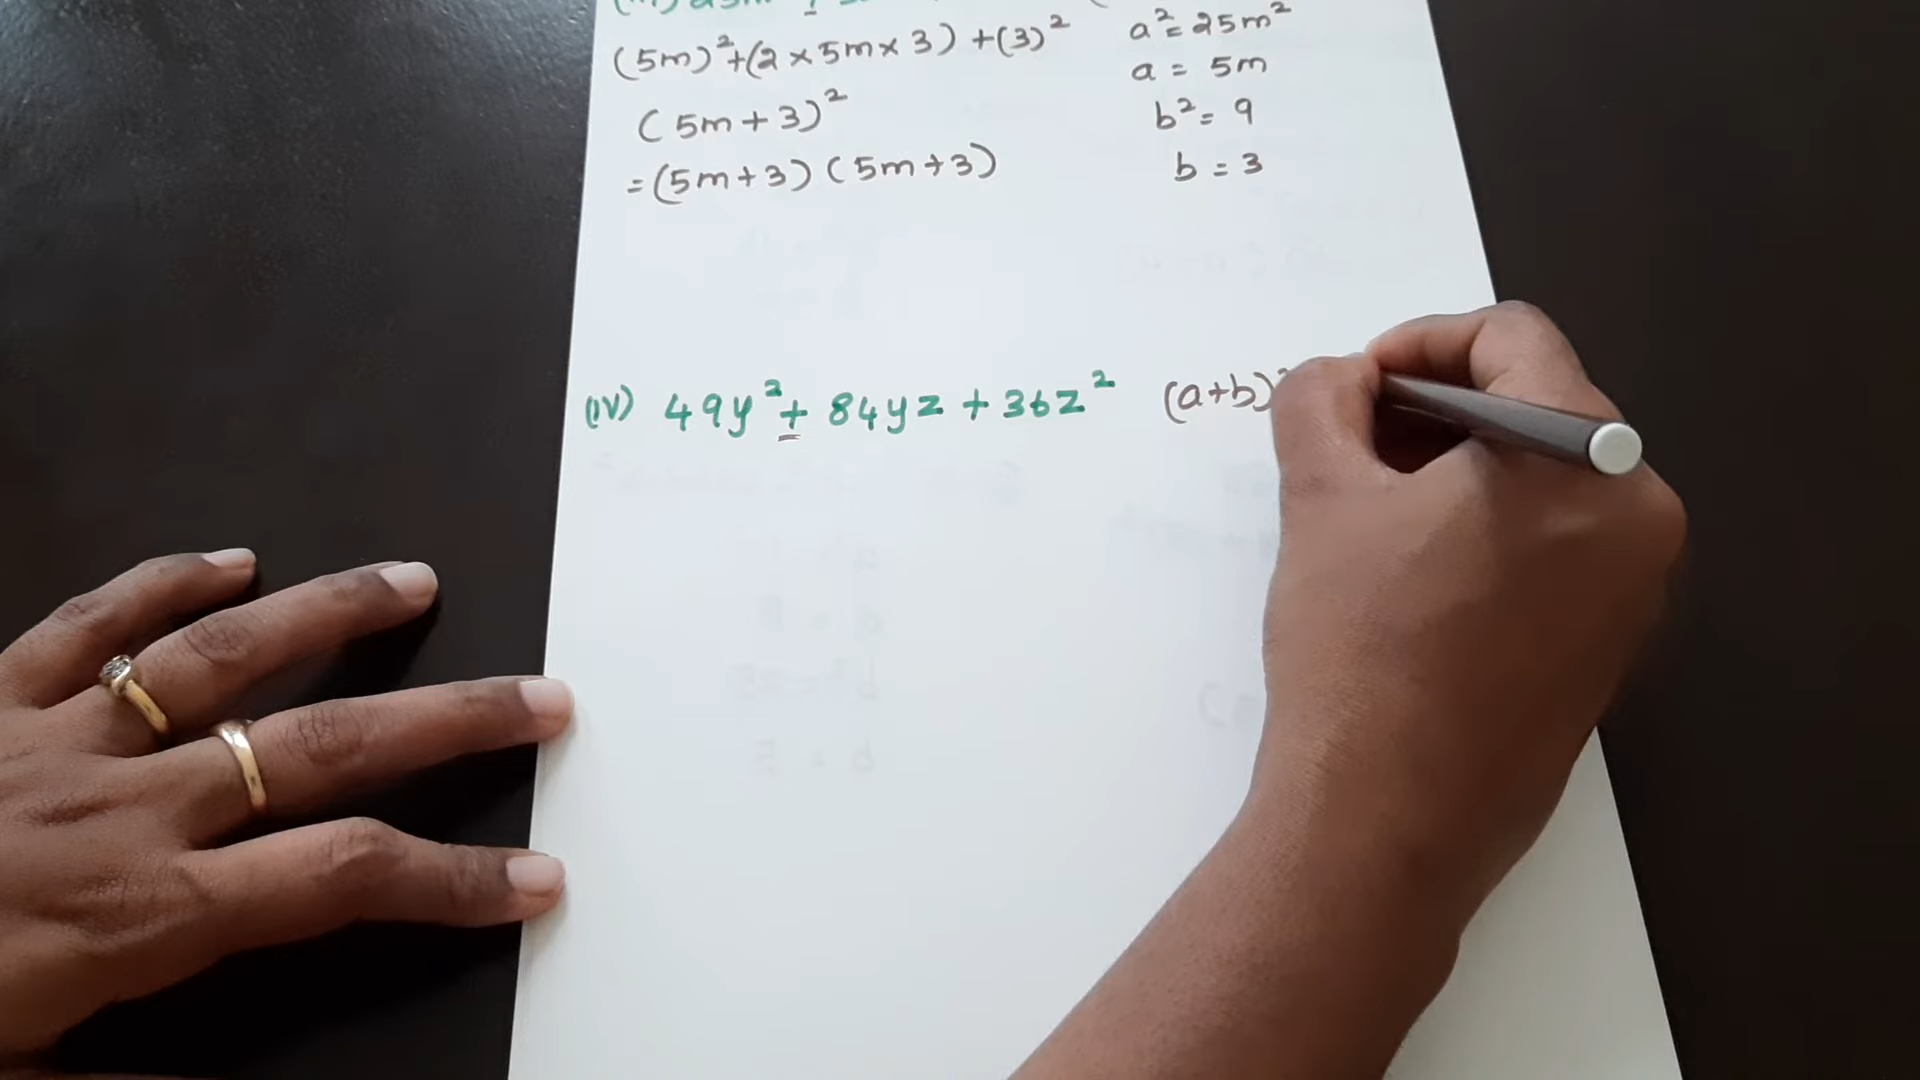 (5m)²+(2×5m×3)+(3)²
a²=25m²
a = 5m
(5m+3)²
b²= 9
=(5m+3)(5m+3)
b = 3
(iv) 49y²+ 84yz+36z² (a+b)²